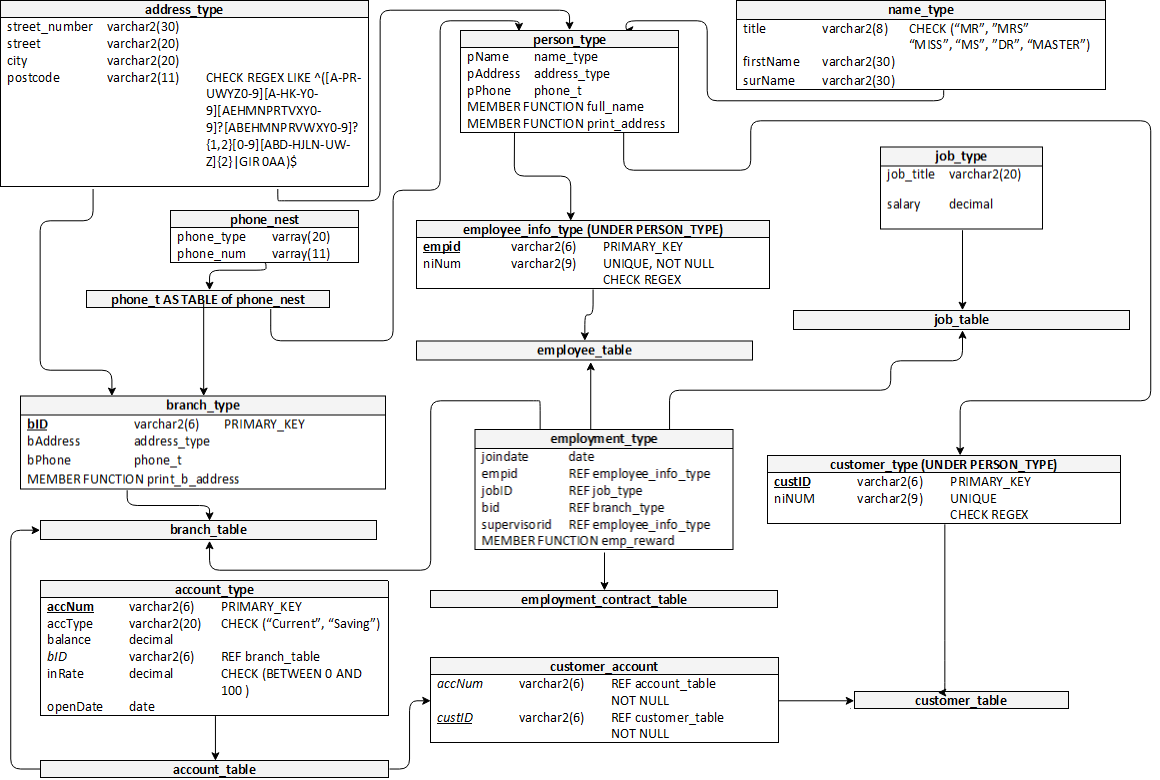 address_type
street_number varchar2(30)
street varchar2(20)
city varchar2(20)
postcode varchar2(11) CHECK REGEX LIKE ^([A-PR-
UWYZ0-9][A-HK-Y0-
9][AEHMNPRTVXY0-
9]?[ABEHMNPRVWXY0-9]?
{1,2}[0-9][ABD-HJLN-UW-
Z]{2}|GIR 0AA)$
person_type
pName name_type
pAddress address_type
pPhone phone_t
MEMBER FUNCTION full_name
MEMBER FUNCTION print_address
name_type
title varchar2(8) CHECK (“MR”, ”MRS”
“MISS”, “MS”, ”DR”, “MASTER”)
firstName varchar2(30)
surName varchar2(30)
job_type
job_title varchar2(20)
salary decimal
phone_nest
phone_type varray(20)
phone_num varray(11)
phone_t AS TABLE of phone_nest
employee_info_type (UNDER PERSON_TYPE)
empid varchar2(6) PRIMARY_KEY
niNum varchar2(9) UNIQUE, NOT NULL
CHECK REGEX
job_table
employee_table
branch_type
bID varchar2(6) PRIMARY_KEY
bAddress address_type
bPhone phone_t
MEMBER FUNCTION print_b_address
employment_type
joindate date
empid REF employee_info_type
jobID REF job_type
bid REF branch_type
supervisorid REF employee_info_type
MEMBER FUNCTION emp_reward
customer_type (UNDER PERSON_TYPE)
custID varchar2(6) PRIMARY_KEY
niNUM varchar2(9) UNIQUE
CHECK REGEX
branch_table
account_type
accNum varchar2(6) PRIMARY_KEY
accType varchar2(20) CHECK (“Current”, “Saving”)
balance decimal
bID varchar2(6) REF branch_table
inRate decimal CHECK (BETWEEN 0 AND
100 )
openDate date
employment_contract_table
customer_account
accNum varchar2(6) REF account_table
NOT NULL
custID varchar2(6) REF customer_table
NOT NULL
customer_table
account_table